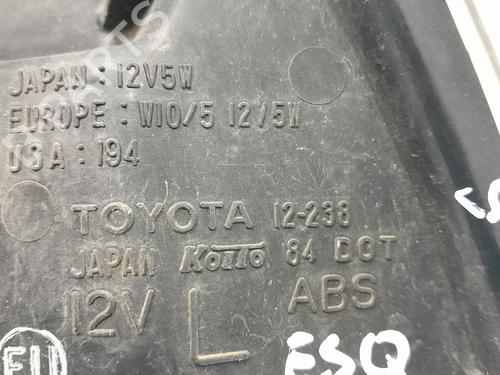 JAPAN : 12V5W
EUROPE : W10/5 12V5W
USA : 194
TOYOTA 12-238
JAPAN KOITO '84 DOT
12V L ABS
ESQ